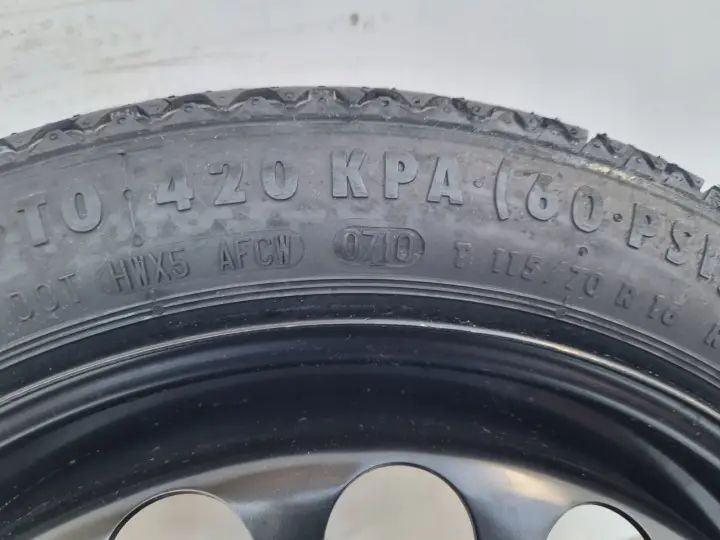 TO 420 KPA (60 PSI
DOT HWX5 AFCW 0710 T 115/70 R 16